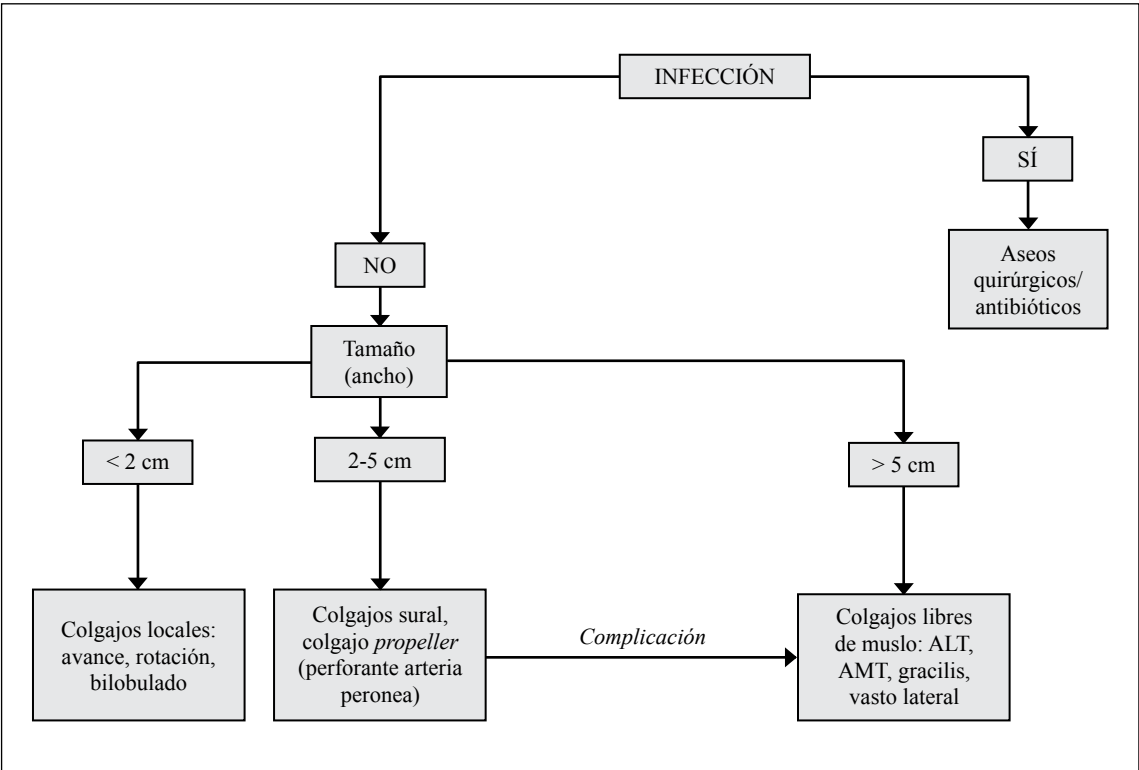 INFECCIÓN
SÍ
Aseos
quirúrgicos/
antibióticos
NO
Tamaño
(ancho)
< 2 cm
2-5 cm
> 5 cm
Colgajos locales:
avance, rotación,
bilobulado
Colgajos sural,
colgajo propeller
(perforante arteria
peronea)
Complicación
Colgajos libres
de muslo: ALT,
AMT, gracilis,
vasto lateral